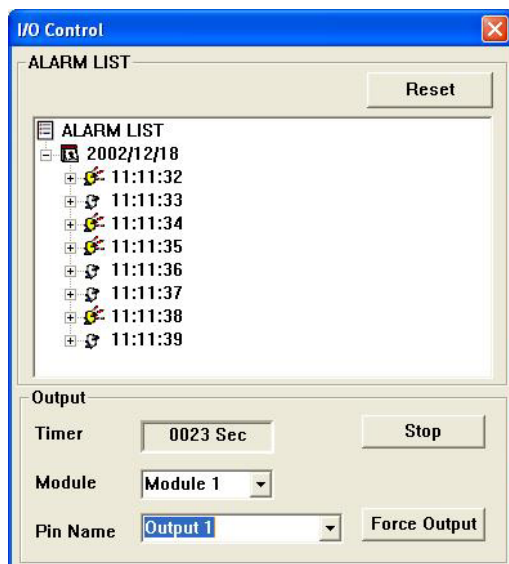 I/O Control
ALARM LIST
Reset
ALARM LIST
2002/12/18
11:11:32
11:11:33
11:11:34
11:11:35
11:11:36
11:11:37
11:11:38
11:11:39
Output
Timer 0023 Sec Stop
Module Module 1
Pin Name Output 1 Force Output